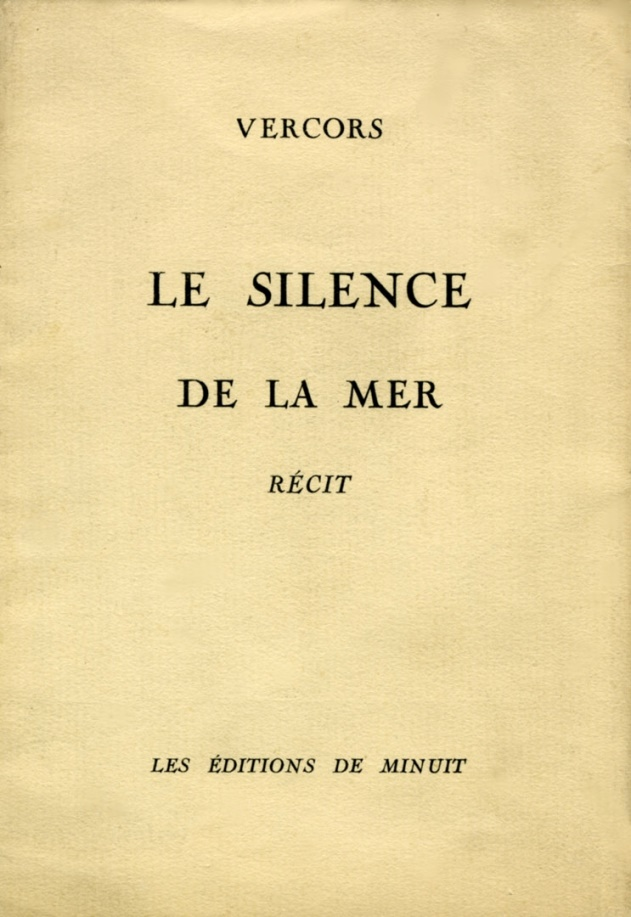 VERCORS
LE SILENCE
DE LA MER
RÉCIT
LES ÉDITIONS DE MINUIT